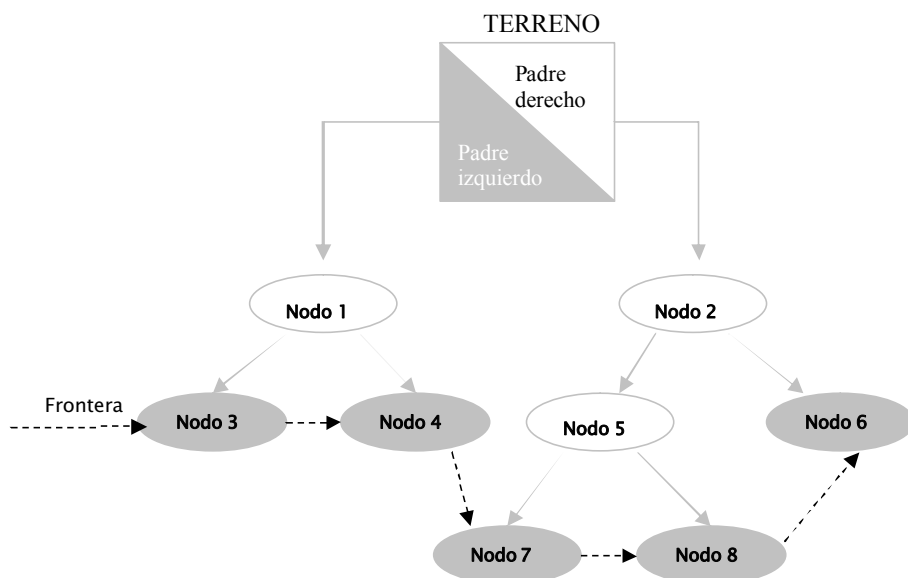 TERRENO
Padre
derecho
Padre
izquierdo
Nodo 1
Nodo 2
Frontera
Nodo 3
Nodo 4
Nodo 5
Nodo 6
Nodo 7
Nodo 8